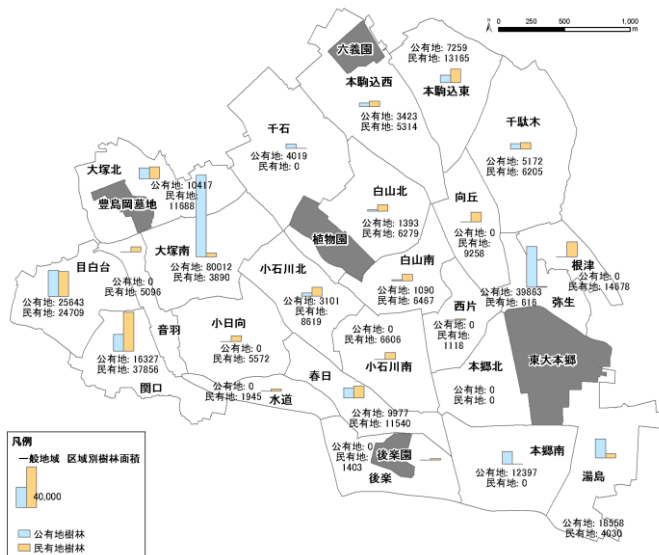 N
0 250 500 1,000
m
六義園
公有地: 7259
民有地: 13165
本駒込西
本駒込東
公有地: 3423
民有地: 5314
千石
千駄木
公有地: 4019
民有地: 0
公有地: 5172
民有地: 6205
大塚北
公有地: 10417
民有地:
11688
豊島岡墓地
白山北
向丘
公有地: 1393
民有地: 6279
公有地: 0
民有地:
9258
植物園
目白台
公有地: 0
民有地: 5096
大塚南
公有地: 80012
民有地: 3890
小石川北
白山南
根津
公有地: 0
民有地: 14678
公有地: 25643
民有地: 24709
公有地: 3101
民有地:
8619
公有地: 1090
民有地: 6467
公有地: 39863
民有地: 616
弥生
西片
公有地: 0
民有地:
1118
音羽
小日向
公有地: 0
民有地: 5572
公有地: 0
民有地: 6606
小石川南
公有地: 16327
民有地: 37856
関口
春日
本郷北
東大本郷
公有地: 0
民有地: 0
公有地: 0
民有地: 1945
水道
公有地: 9977
民有地: 11540
公有地: 0
民有地:
1403
後楽園
後楽
本郷南
公有地: 12397
民有地: 0
湯島
公有地: 18558
民有地: 4030
凡例
一般地域 区域別樹林面積
40,000
公有地樹林
民有地樹林